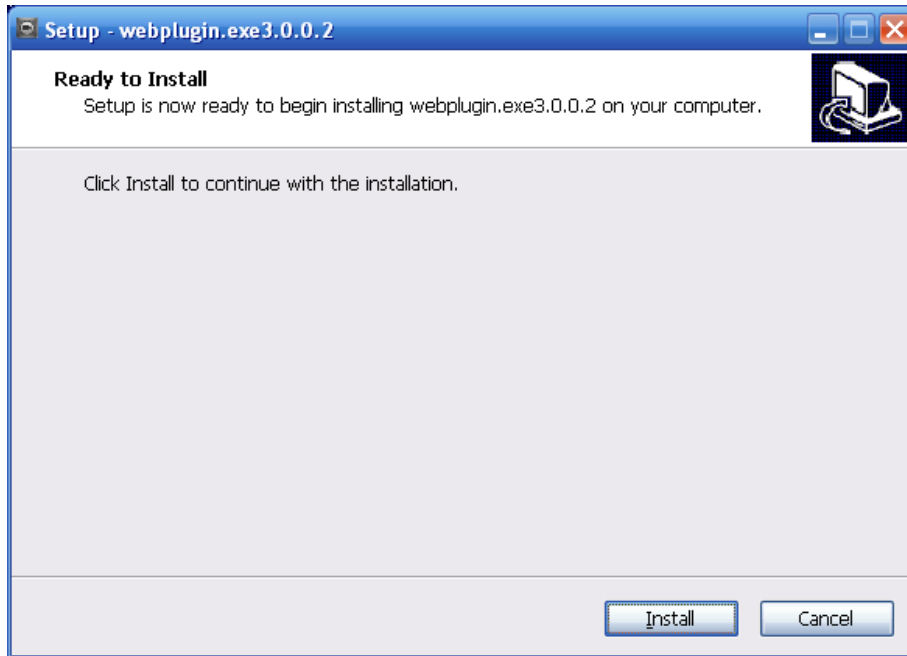 Setup - webplugin.exe3.0.0.2
Ready to Install
Setup is now ready to begin installing webplugin.exe3.0.0.2 on your computer.
Click Install to continue with the installation.
Install
Cancel